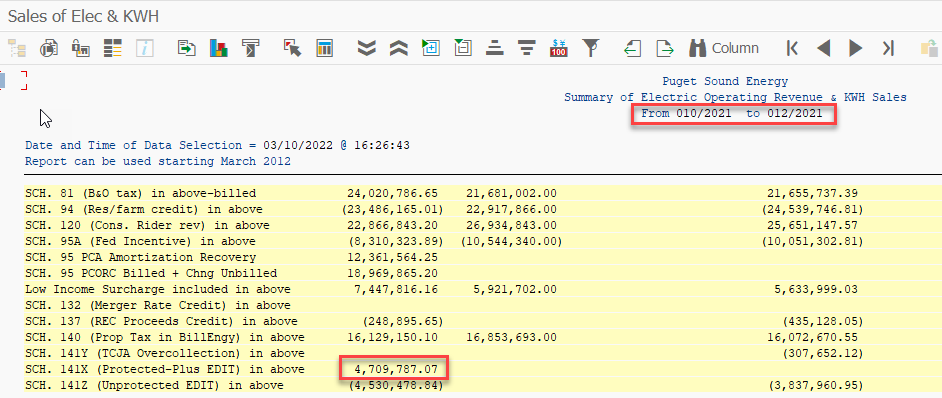 Sales of Elec & KWH
$ ¥
100
Column
Puget Sound Energy
Summary of Electric Operating Revenue & KWH Sales
From 010/2021 to 012/2021
Date and Time of Data Selection = 03/10/2022 @ 16:26:43
Report can be used starting March 2012
SCH. 81 (B&O tax) in above-billed 24,020,786.65 21,681,002.00 21,655,737.39
SCH. 94 (Res/farm credit) in above (23,486,165.01) 22,917,866.00 (24,539,746.81)
SCH. 120 (Cons. Rider rev) in above 22,866,843.20 26,934,843.00 25,651,147.57
SCH. 95A (Fed Incentive) in above (8,310,323.89) (10,544,340.00) (10,051,302.81)
SCH. 95 PCA Amortization Recovery 12,361,564.25
SCH. 95 PCORC Billed + Chng Unbilled 18,969,865.20
Low Income Surcharge included in above 7,447,816.16 5,921,702.00 5,633,999.03
SCH. 132 (Merger Rate Credit) in above
SCH. 137 (REC Proceeds Credit) in above (248,895.65) (435,128.05)
SCH. 140 (Prop Tax in BillEngy) in above 16,129,150.10 16,853,693.00 16,072,670.55
SCH. 141Y (TCJA Overcollection) in above (307,652.12)
SCH. 141X (Protected-Plus EDIT) in above 4,709,787.07
SCH. 141Z (Unprotected EDIT) in above (4,530,478.84) (3,837,960.95)